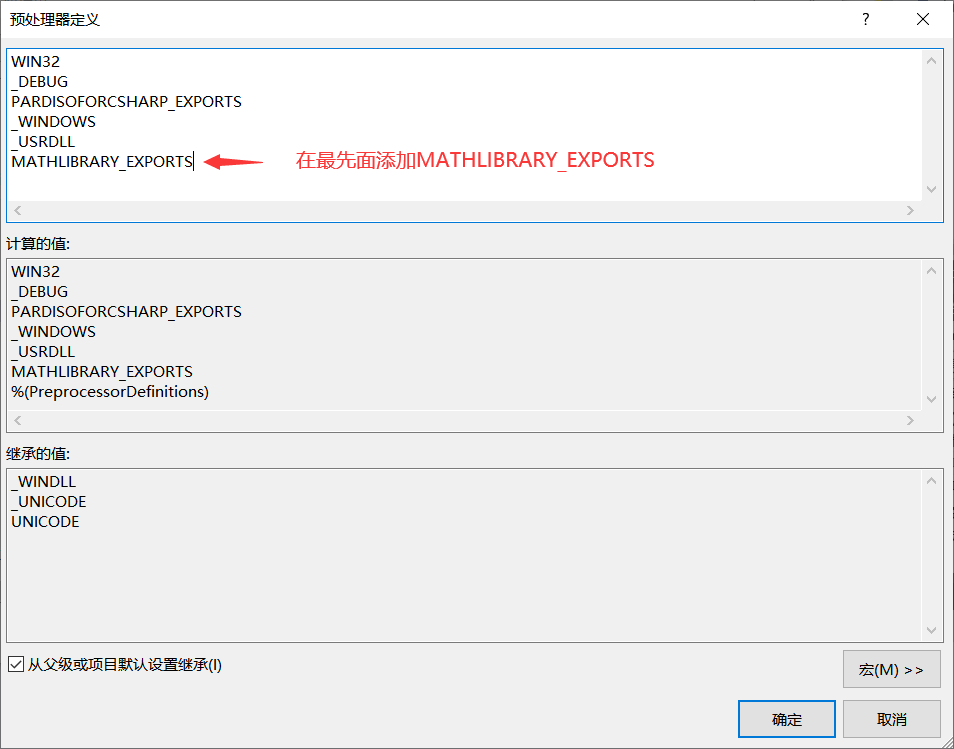 预处理器定义
?
WIN32
_DEBUG
PARDISOFORCSHARP_EXPORTS
_WINDOWS
_USRDLL
MATHLIBRARY_EXPORTS
在最先面添加MATHLIBRARY_EXPORTS
计算的值:
WIN32
_DEBUG
PARDISOFORCSHARP_EXPORTS
_WINDOWS
_USRDLL
MATHLIBRARY_EXPORTS
%(PreprocessorDefinitions)
继承的值:
_WINDLL
_UNICODE
UNICODE
从父级或项目默认设置继承(I)
宏(M) >>
确定
取消